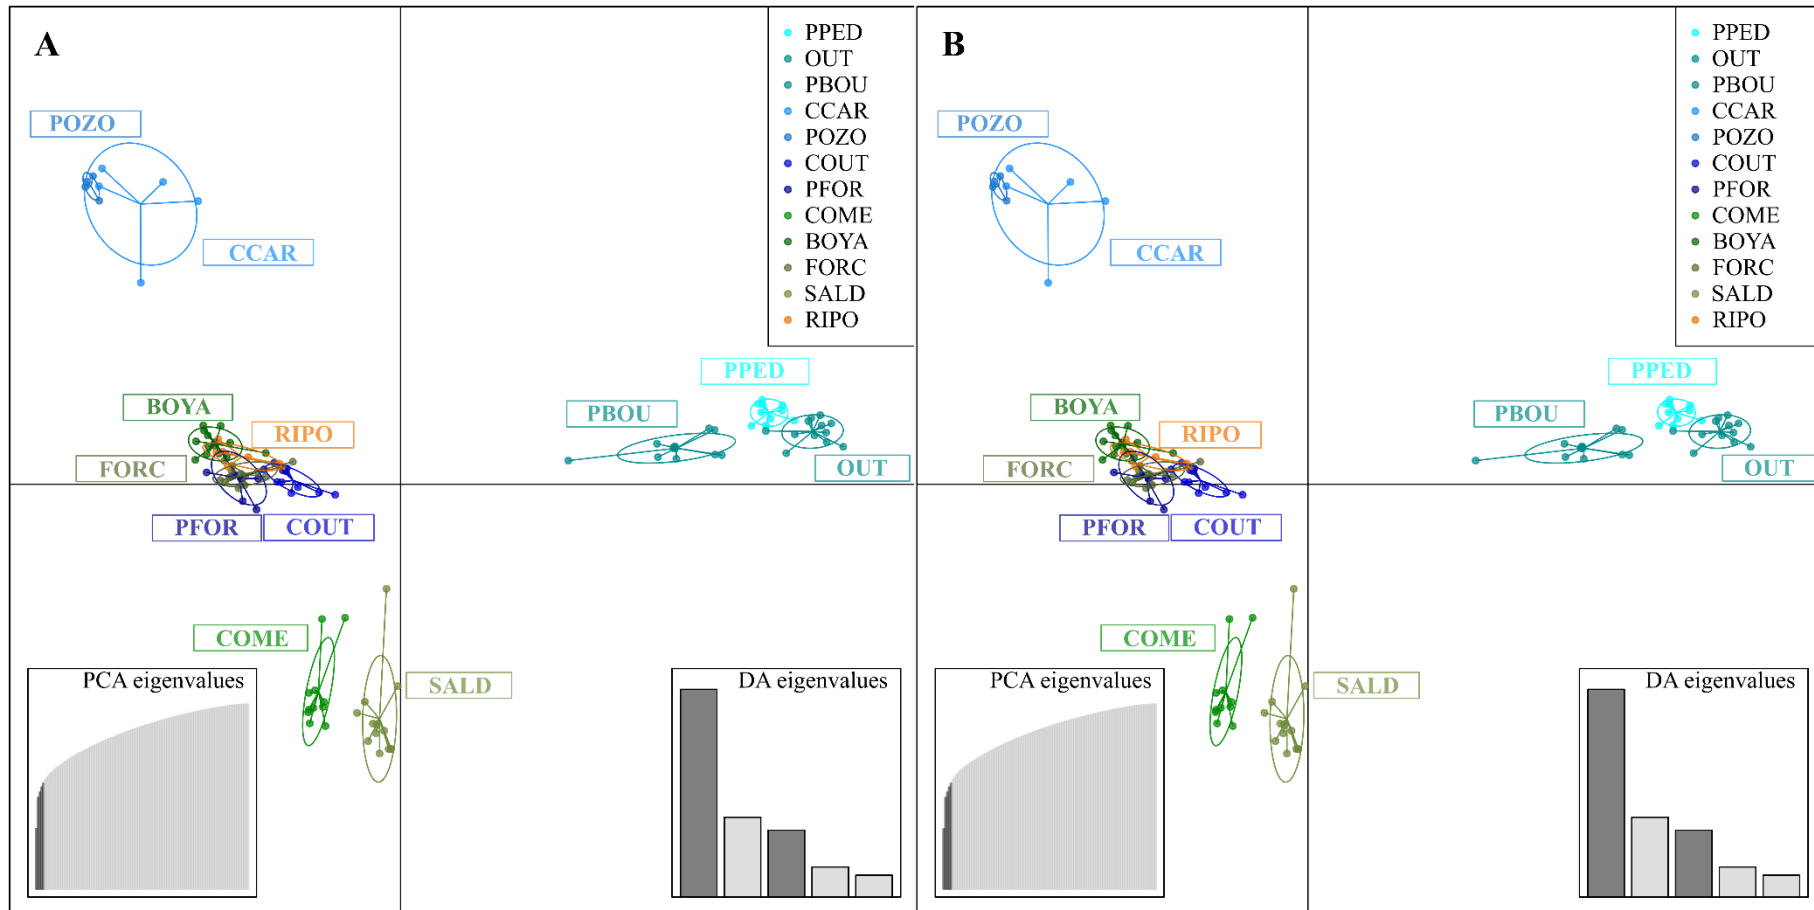 A
PPED
OUT
PBOU
CCAR
POZO
COUT
PFOR
COME
BOYA
FORC
SALD
RIPO
POZO
CCAR
PPED
BOYA
PBOU
RIPO
FORC
OUT
PFOR
COUT
COME
SALD
PCA eigenvalues
DA eigenvalues
B
PPED
OUT
PBOU
CCAR
POZO
COUT
PFOR
COME
BOYA
FORC
SALD
RIPO
POZO
CCAR
PPED
BOYA
PBOU
RIPO
FORC
OUT
PFOR
COUT
COME
SALD
PCA eigenvalues
DA eigenvalues